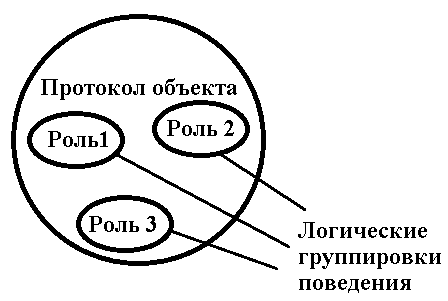 Протокол объекта
Роль1
Роль 2
Роль 3
Логические
группировки
поведения